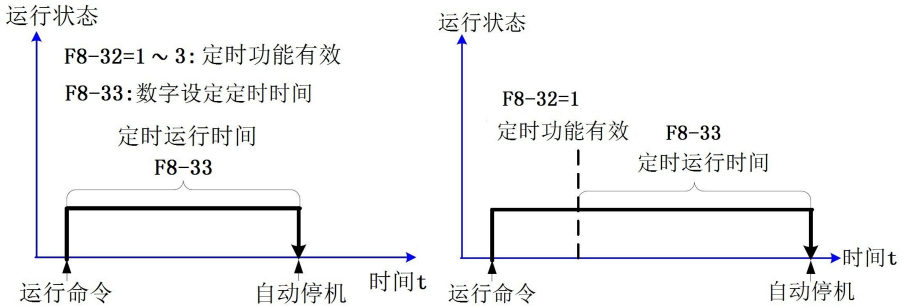 运行状态
F8-32=1～3:定时功能有效
F8-33:数字设定定时时间
定时运行时间
F8-33
运行命令
自动停机
时间t
运行状态
F8-32=1
定时功能有效
F8-33
定时运行时间
运行命令
自动停机
时间t